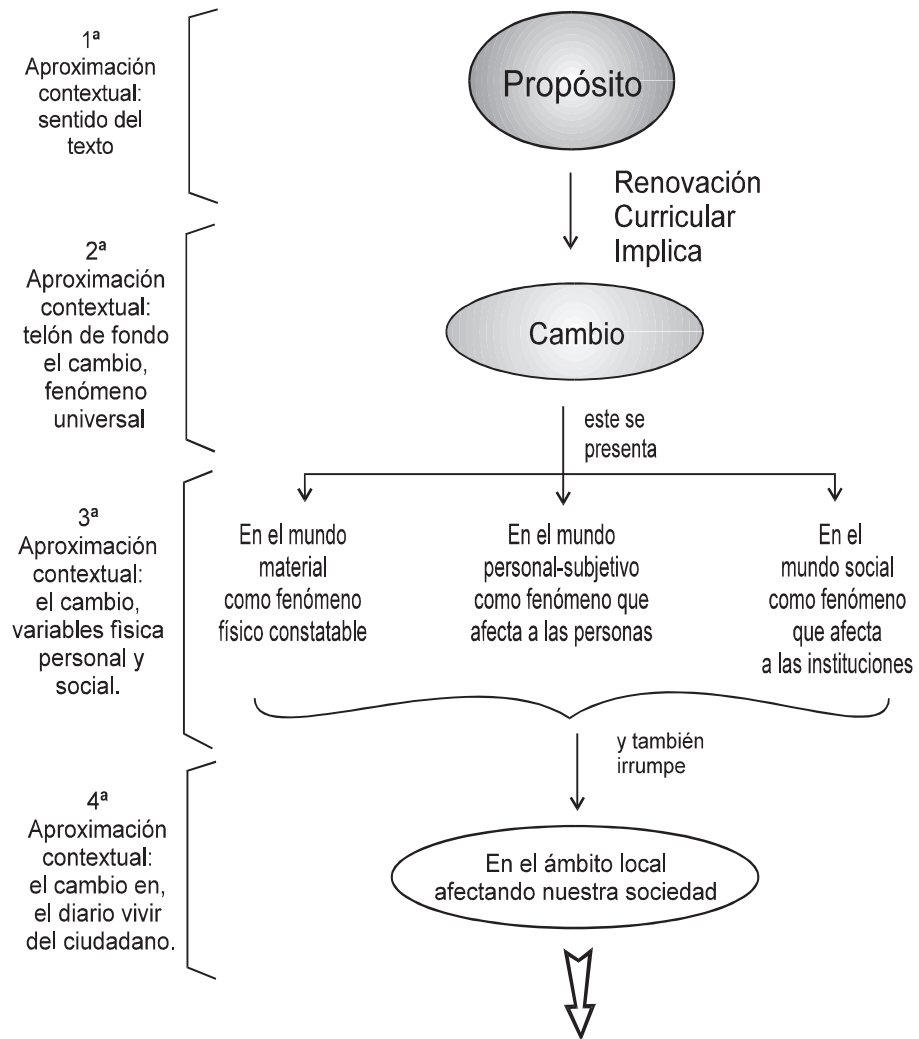 1ª
Aproximación
contextual:
sentido del
texto
Propósito
Renovación
Curricular
Implica
2ª
Aproximación
contextual:
telón de fondo
el cambio,
fenómeno
universal
Cambio
este se
presenta
3ª
Aproximación
contextual:
el cambio,
variables fìsica
personal y
social.
En el mundo
material
como fenómeno
físico constatable
En el mundo
personal-subjetivo
como fenómeno que
afecta a las personas
En el
mundo social
como fenómeno
que afecta
a las instituciones
y también
irrumpe
4ª
Aproximación
contextual:
el cambio en,
el diario vivir
del ciudadano.
En el ámbito local
afectando nuestra sociedad